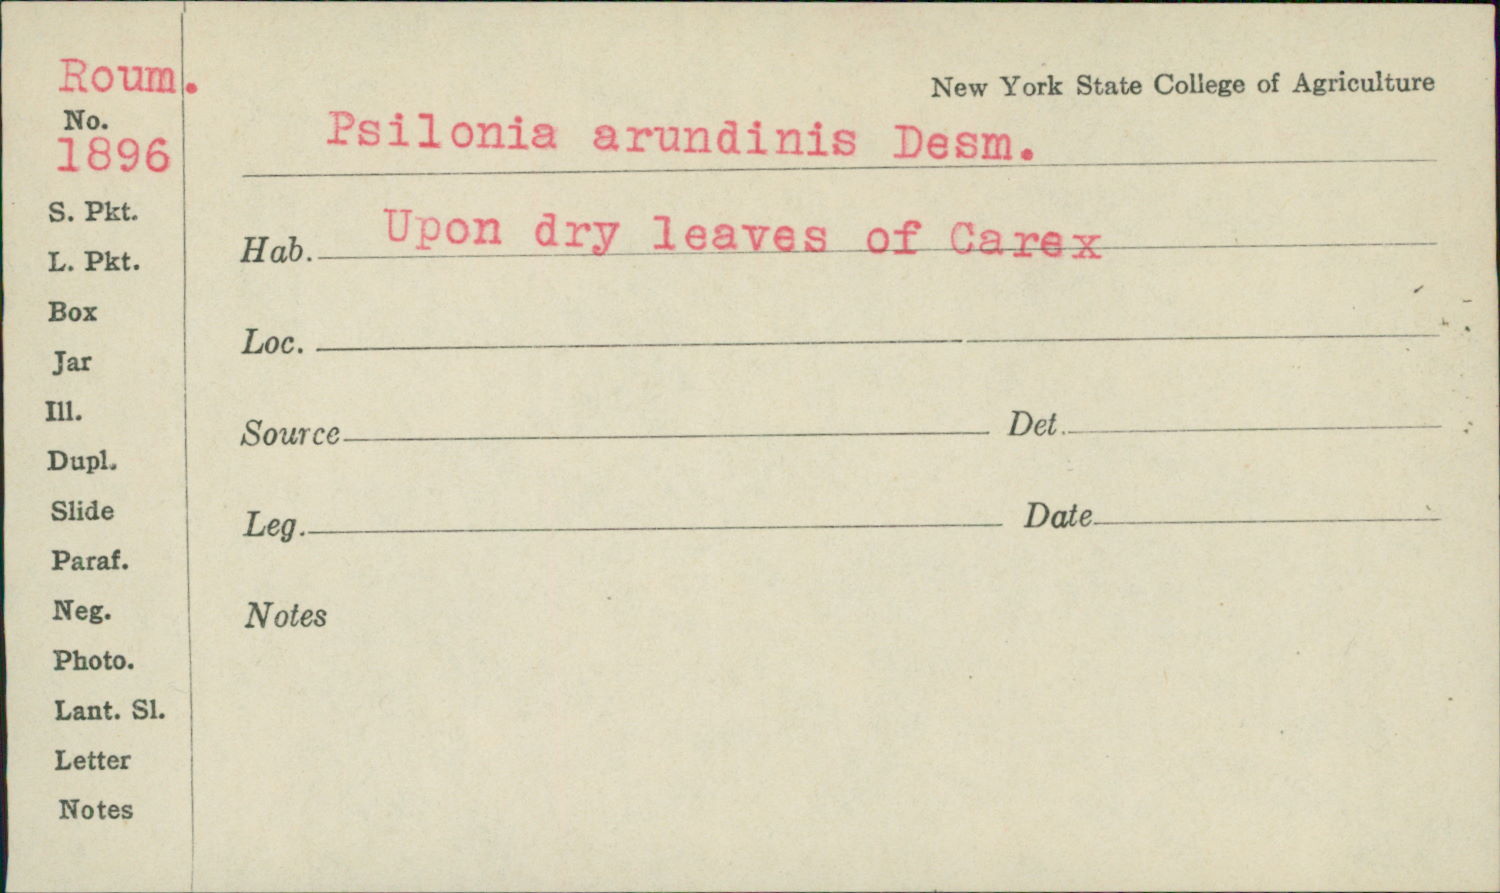 Roum.
No.
1896
S. Pkt.
L. Pkt.
Box
Jar
Ill.
Dupl.
Slide
Paraf.
Neg.
Photo.
Lant. Sl.
Letter
Notes
New York State College of Agriculture
Psilonia arundinis Desm.
Hab. Upon dry leaves of Carex
Loc.
Source Det.
Leg. Date
Notes